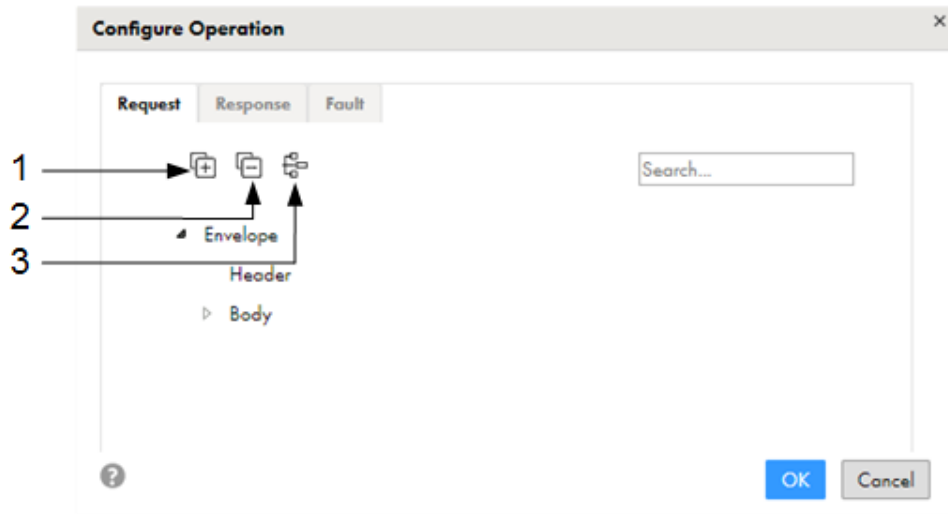 Configure Operation
Request Response Fault
1
Search...
2
Envelope
3
Header
Body
OK Cancel